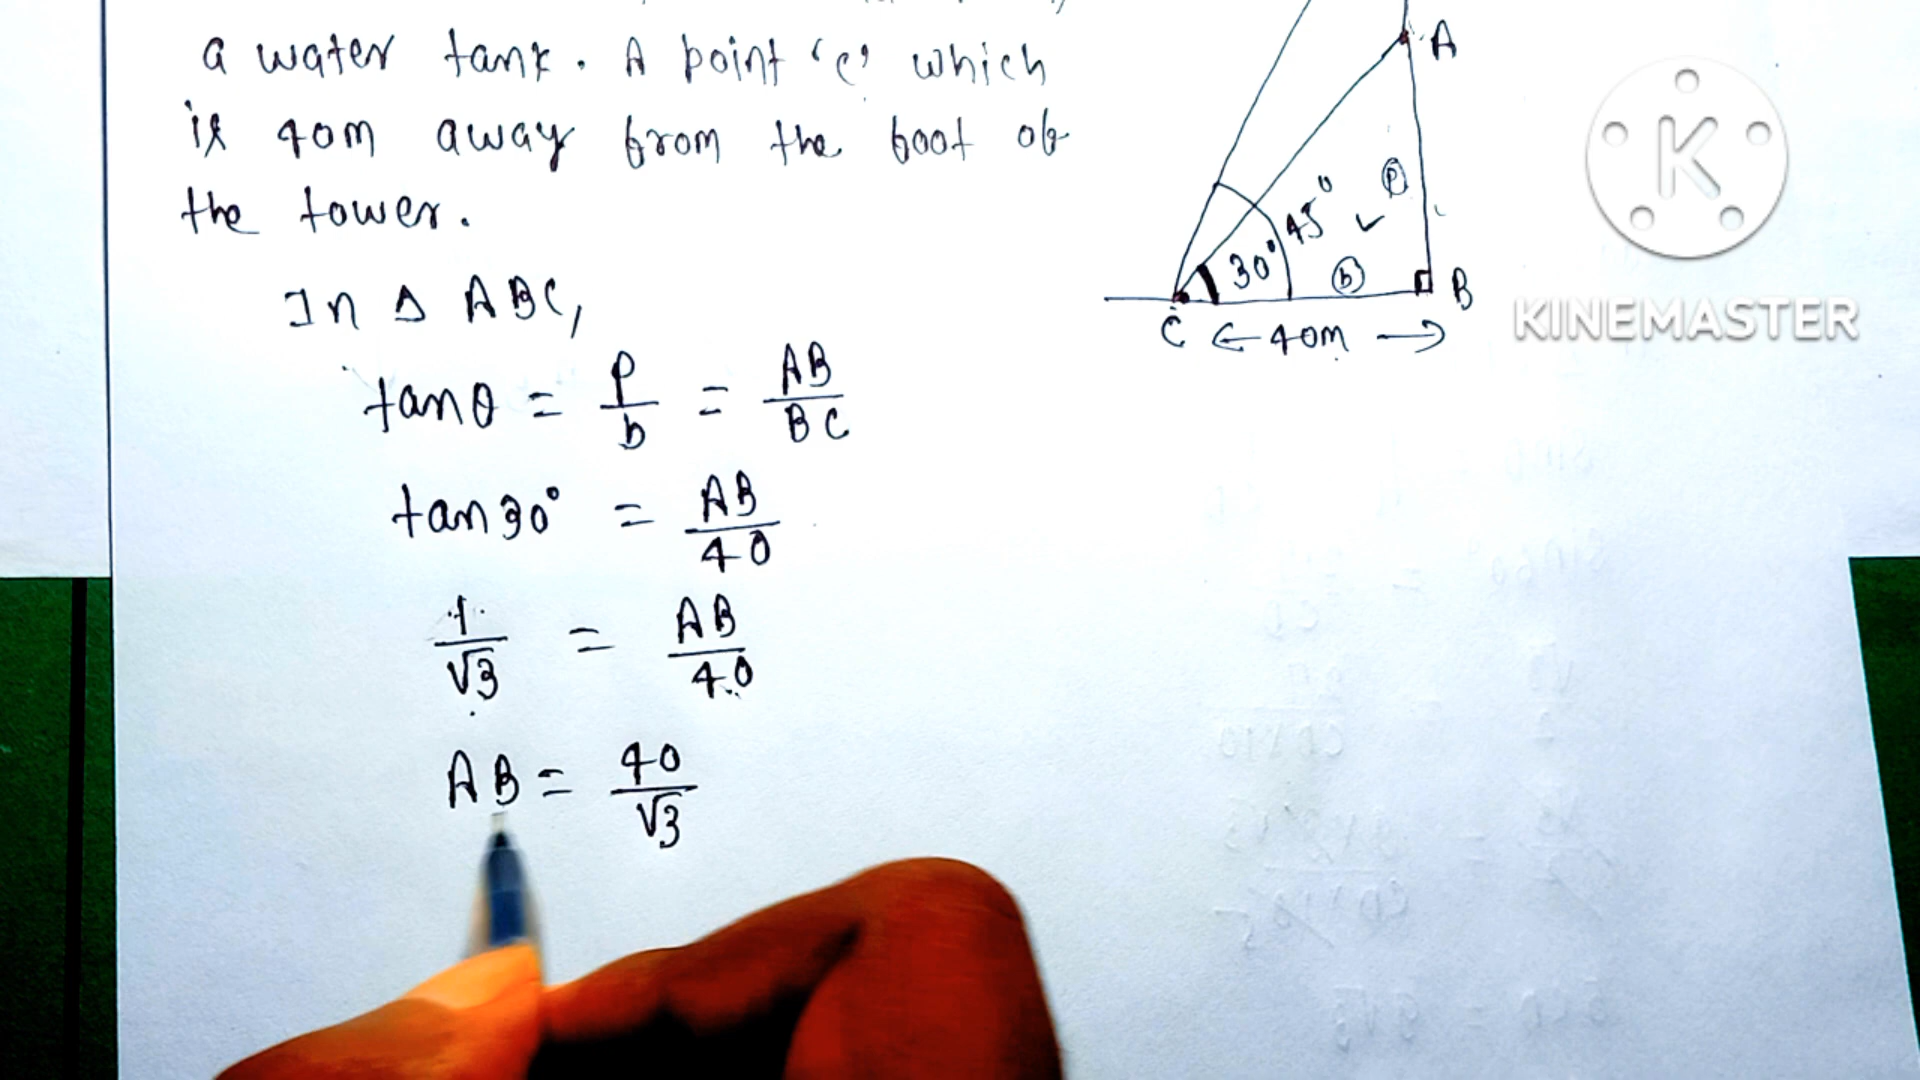 a water tank. A point 'c' which
is 40m away from the foot of
the tower.
In Δ ABC,
tanθ = p/b = AB/BC
tan30° = AB/40
1/√3 = AB/40
AB = 40/√3
A
p
45°
30°
b
B
C
←40m→
K
KINEMASTER